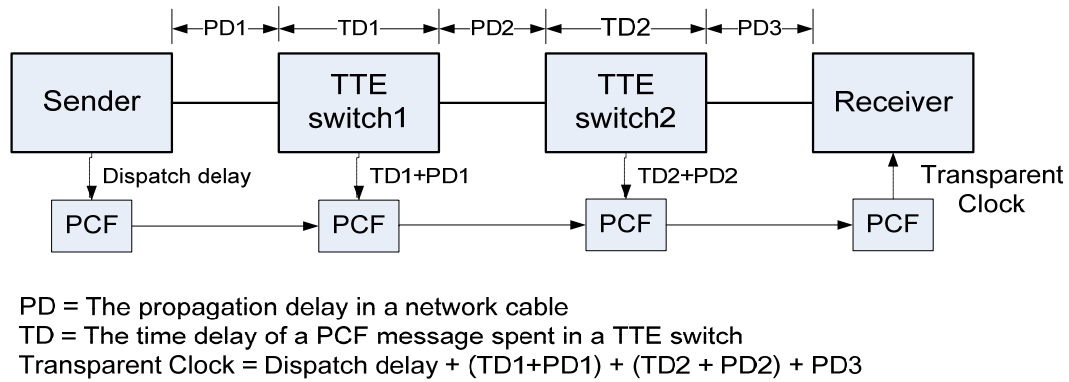 PD1 TD1 PD2 TD2 PD3
Sender
TTE
switch1
TTE
switch2
Receiver
Dispatch delay
TD1+PD1
TD2+PD2
Transparent
Clock
PCF
PCF
PCF
PCF
PD = The propagation delay in a network cable
TD = The time delay of a PCF message spent in a TTE switch
Transparent Clock = Dispatch delay + (TD1+PD1) + (TD2 + PD2) + PD3